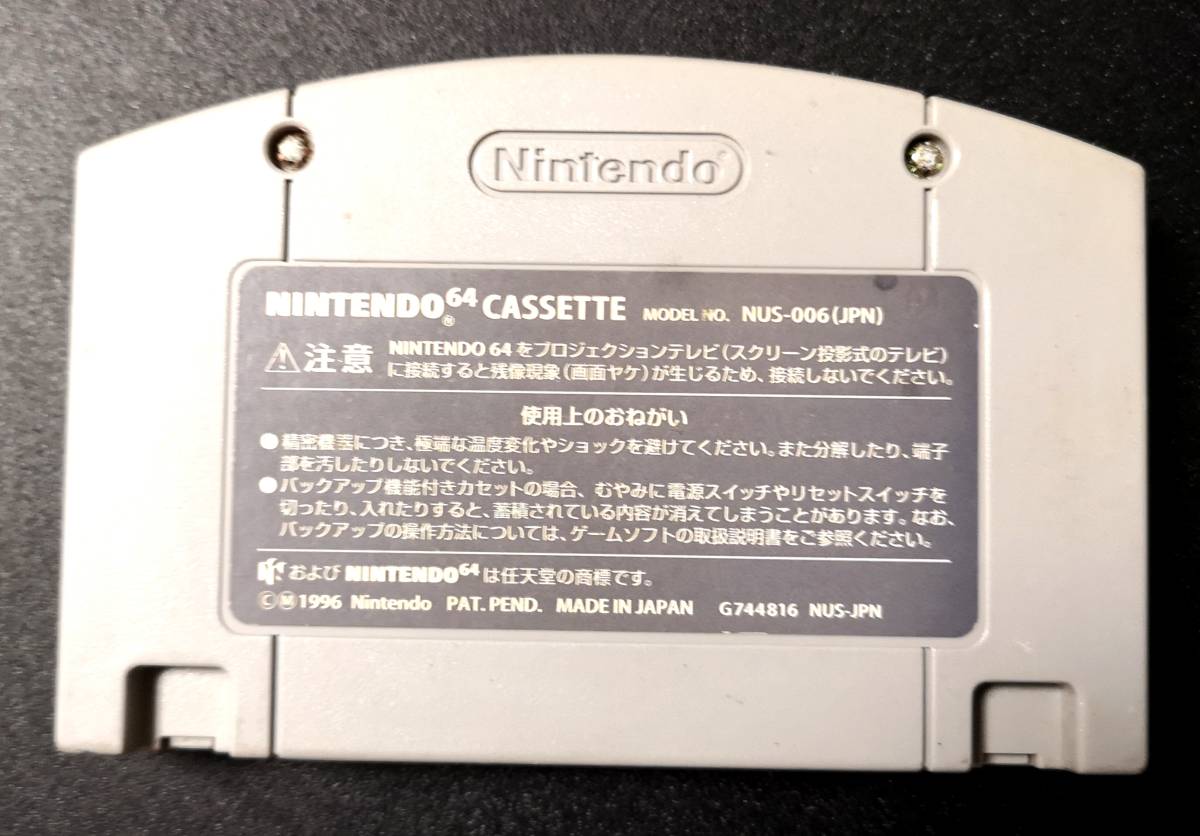 Nintendo®
NINTENDO64® CASSETTE MODEL NO. NUS-006(JPN)
⚠注意 NINTENDO 64をプロジェクションテレビ(スクリーン投影式のテレビ)
に接続すると残像現象(画面ヤケ)が生じるため、接続しないでください。
使用上のおねがい
●精密機器につき、極端な温度変化やショックを避けてください。また分解したり、端子
部を汚したりしないでください。
●バックアップ機能付きカセットの場合、むやみに電源スイッチやリセットスイッチを
切ったり、入れたりすると、蓄積されている内容が消えてしまうことがあります。なお、
バックアップの操作方法については、ゲームソフトの取扱説明書をご参照ください。
およびNINTENDO64は任天堂の商標です。
ⒸⓂ1996 Nintendo PAT. PEND. MADE IN JAPAN G744816 NUS-JPN